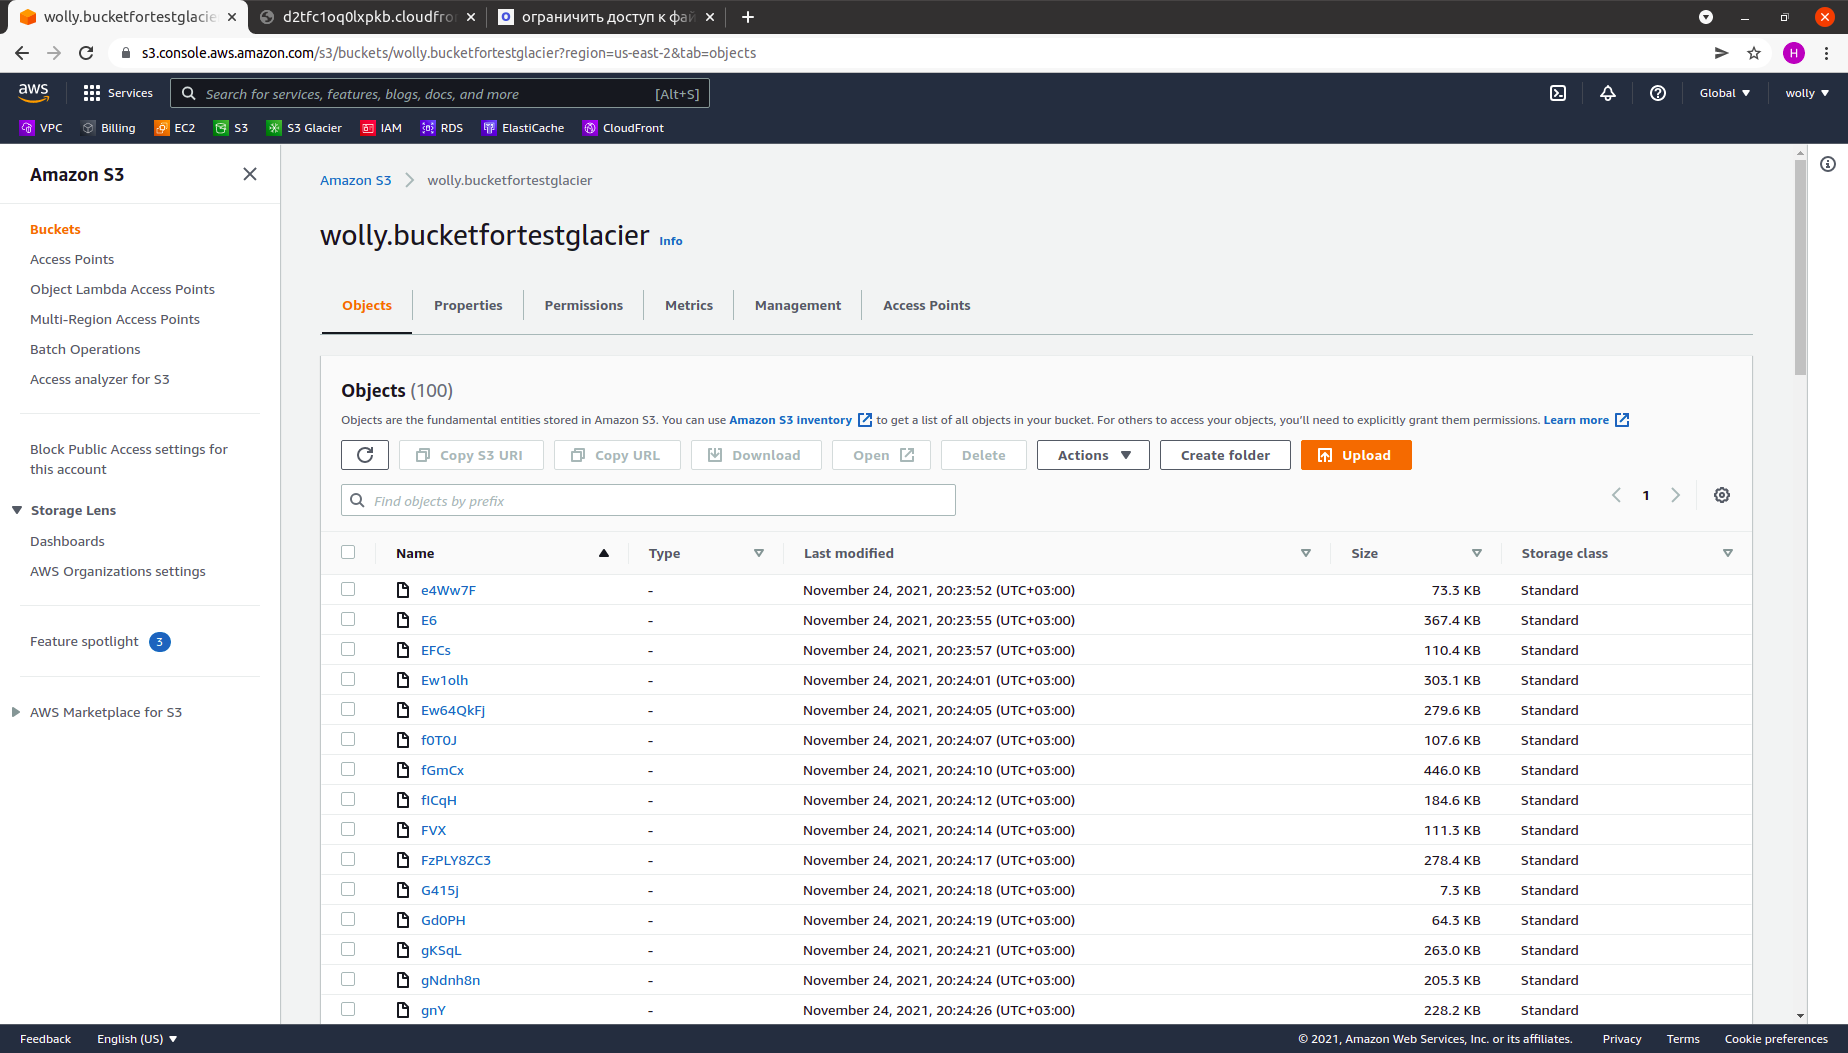 wolly.bucketfortestglacie
d2tfc1oq0lxpkb.cloudfro
ограничить доступ к фай
s3.console.aws.amazon.com/s3/buckets/wolly.bucketfortestglacier?region=us-east-2&tab=objects
H
aws
Services
Search for services, features, blogs, docs, and more
[Alt+S]
Global
wolly
VPC
Billing
EC2
S3
S3 Glacier
IAM
RDS
ElastiCache
CloudFront
Amazon S3
Buckets
Access Points
Object Lambda Access Points
Multi-Region Access Points
Batch Operations
Access analyzer for S3
Block Public Access settings for
this account
Storage Lens
Dashboards
AWS Organizations settings
Feature spotlight 3
AWS Marketplace for S3
Amazon S3 wolly.bucketfortestglacier
wolly.bucketfortestglacier Info
Objects Properties Permissions Metrics Management Access Points
Objects (100)
Objects are the fundamental entities stored in Amazon S3. You can use Amazon S3 inventory to get a list of all objects in your bucket. For others to access your objects, you'll need to explicitly grant them permissions. Learn more
Copy S3 URI Copy URL Download Open Delete Actions Create folder Upload
Find objects by prefix
1
Name Type Last modified Size Storage class
e4Ww7F - November 24, 2021, 20:23:52 (UTC+03:00) 73.3 KB Standard
E6 - November 24, 2021, 20:23:55 (UTC+03:00) 367.4 KB Standard
EFCs - November 24, 2021, 20:23:57 (UTC+03:00) 110.4 KB Standard
Ew1olh - November 24, 2021, 20:24:01 (UTC+03:00) 303.1 KB Standard
Ew64QkFj - November 24, 2021, 20:24:05 (UTC+03:00) 279.6 KB Standard
f0T0J - November 24, 2021, 20:24:07 (UTC+03:00) 107.6 KB Standard
fGmCx - November 24, 2021, 20:24:10 (UTC+03:00) 446.0 KB Standard
fICqH - November 24, 2021, 20:24:12 (UTC+03:00) 184.6 KB Standard
FVX - November 24, 2021, 20:24:14 (UTC+03:00) 111.3 KB Standard
FzPLY8ZC3 - November 24, 2021, 20:24:17 (UTC+03:00) 278.4 KB Standard
G415j - November 24, 2021, 20:24:18 (UTC+03:00) 7.3 KB Standard
Gd0PH - November 24, 2021, 20:24:19 (UTC+03:00) 64.3 KB Standard
gKSqL - November 24, 2021, 20:24:21 (UTC+03:00) 263.0 KB Standard
gNdnh8n - November 24, 2021, 20:24:24 (UTC+03:00) 205.3 KB Standard
gnY - November 24, 2021, 20:24:26 (UTC+03:00) 228.2 KB Standard
Feedback English (US) © 2021, Amazon Web Services, Inc. or its affiliates. Privacy Terms Cookie preferences